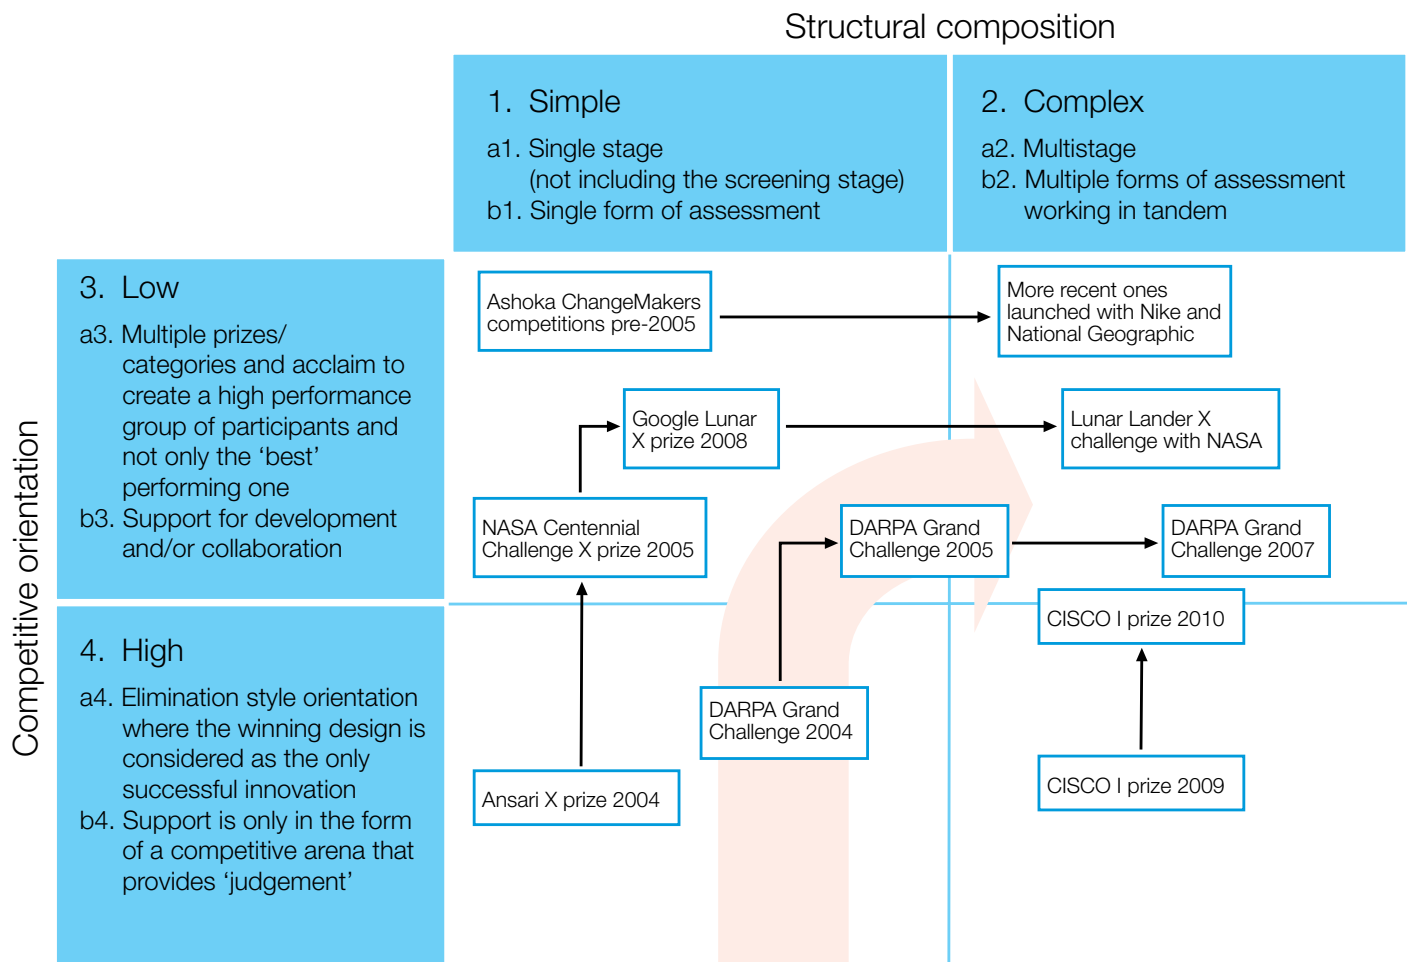 Structural composition
1. Simple
a1. Single stage
(not including the screening stage)
b1. Single form of assessment
2. Complex
a2. Multistage
b2. Multiple forms of assessment
working in tandem
Competitive orientation
3. Low
a3. Multiple prizes/
categories and acclaim to
create a high performance
group of participants and
not only the ‘best’
performing one
b3. Support for development
and/or collaboration
Ashoka ChangeMakers
competitions pre-2005
More recent ones
launched with Nike and
National Geographic
Google Lunar
X prize 2008
Lunar Lander X
challenge with NASA
NASA Centennial
Challenge X prize 2005
DARPA Grand
Challenge 2005
DARPA Grand
Challenge 2007
4. High
a4. Elimination style orientation
where the winning design is
considered as the only
successful innovation
b4. Support is only in the form
of a competitive arena that
provides ‘judgement’
CISCO I prize 2010
DARPA Grand
Challenge 2004
Ansari X prize 2004
CISCO I prize 2009